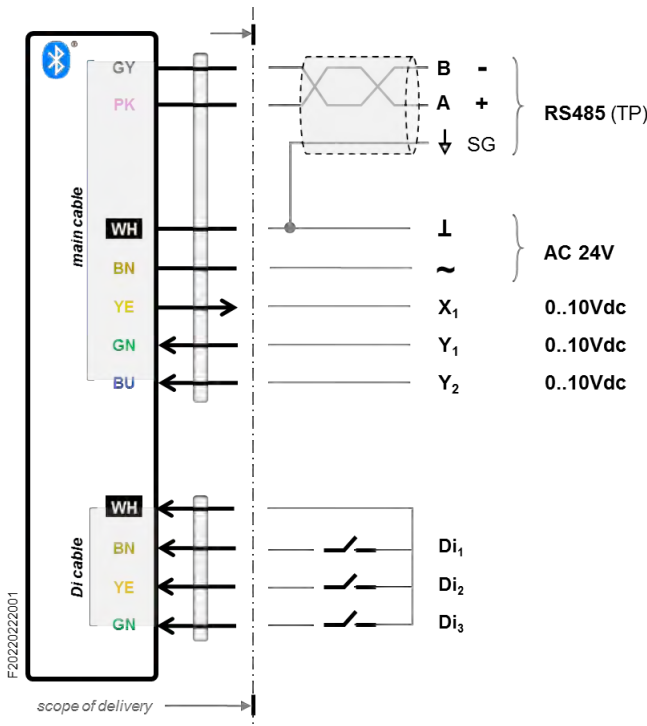 GY B -
PK A + RS485 (TP)
⏚ SG
main cable
WH ⊥
AC 24V
BN ~
YE X₁ 0..10Vdc
GN Y₁ 0..10Vdc
BU Y₂ 0..10Vdc
WH
Di cable
BN Di₁
YE Di₂
GN Di₃
F20220222001
scope of delivery